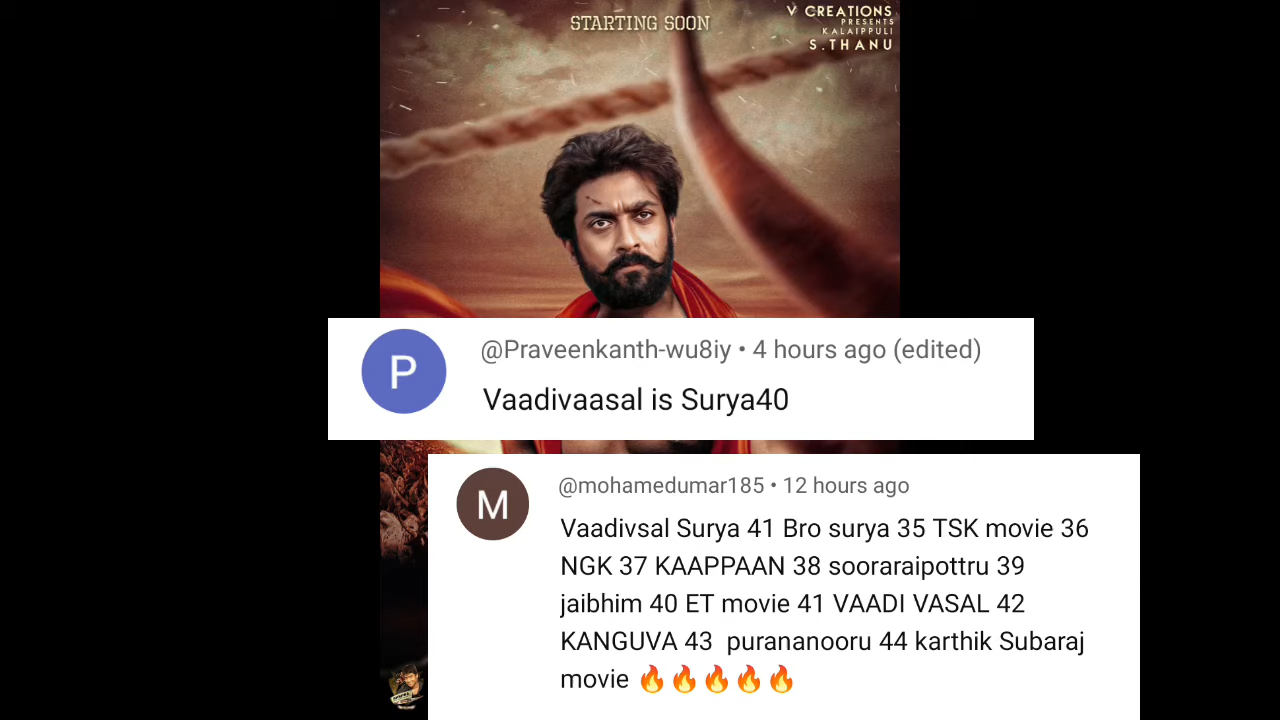 STARTING SOON
V CREATIONS
PRESENTS
KALAIPPULI
S.THANU
P
@Praveenkanth-wu8iy • 4 hours ago (edited)
Vaadivaasal is Surya40
M
@mohamedumar185 • 12 hours ago
Vaadivsal Surya 41 Bro surya 35 TSK movie 36
NGK 37 KAAPPAAN 38 sooraraipottru 39
jaibhim 40 ET movie 41 VAADI VASAL 42
KANGUVA 43 purananooru 44 karthik Subaraj
movie 🔥🔥🔥🔥🔥